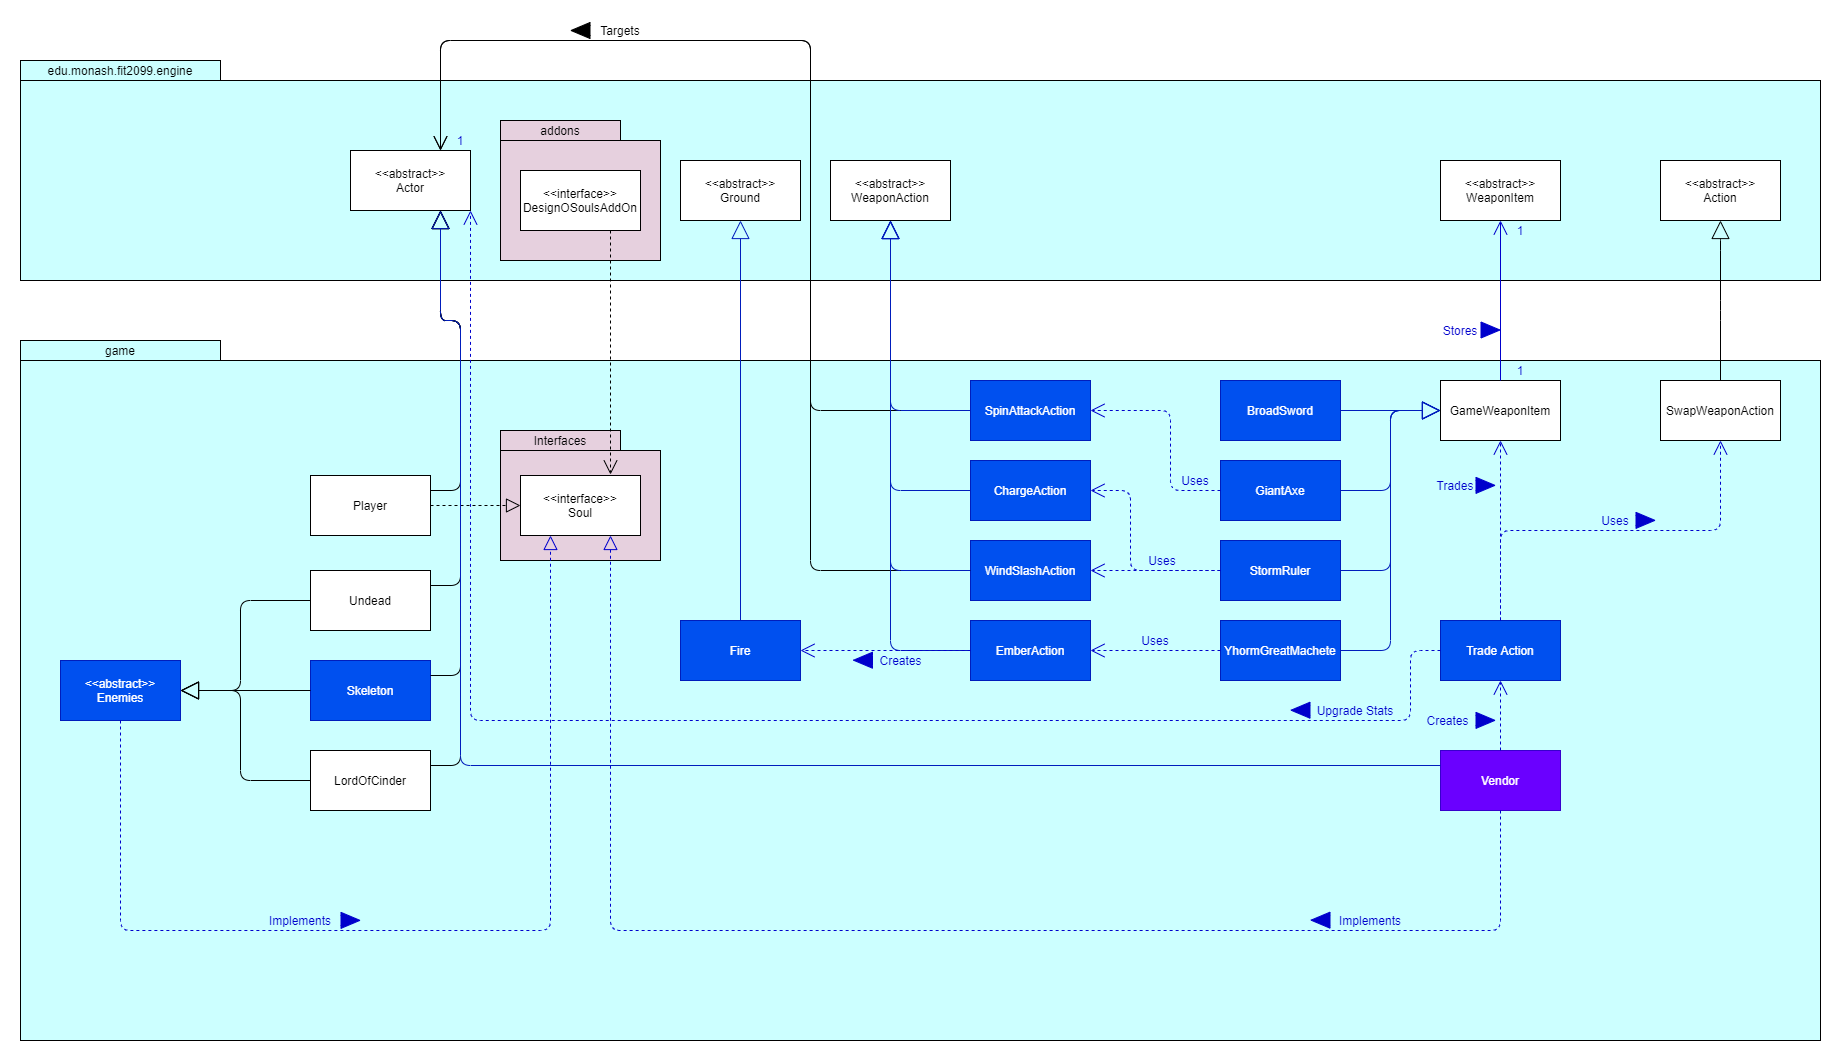 Targets
edu.monash.fit2099.engine
addons
1
<<abstract>>
Actor
<<interface>>
DesignOSoulsAddOn
<<abstract>>
Ground
<<abstract>>
WeaponAction
<<abstract>>
WeaponItem
<<abstract>>
Action
1
Stores
game
1
SpinAttackAction
BroadSword
GameWeaponItem
SwapWeaponAction
Interfaces
Player
<<interface>>
Soul
ChargeAction
Uses
GiantAxe
Trades
Uses
Undead
WindSlashAction
Uses
StormRuler
<<abstract>>
Enemies
Skeleton
Fire
Creates
EmberAction
Uses
YhormGreatMachete
Trade Action
Upgrade Stats
Creates
LordOfCinder
Vendor
Implements
Implements